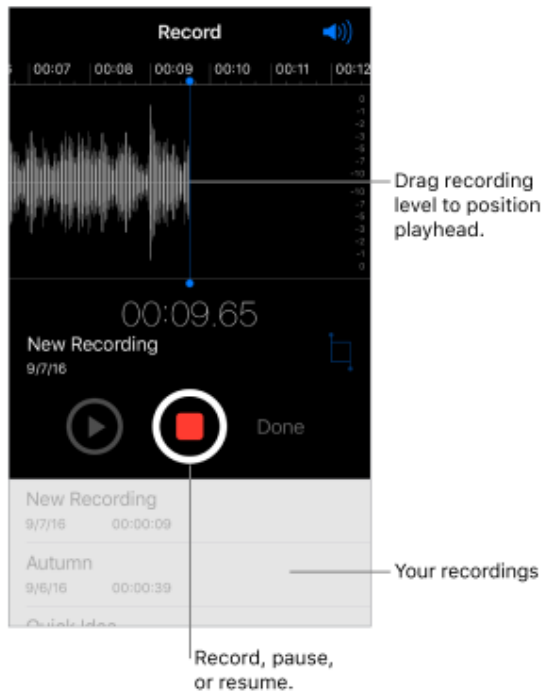 Record
00:07 00:08 00:09 00:10 00:11 00:12
0
-1
-2
-3
-5
-7
-10
-10
-7
-5
-3
-2
-1
0
Drag recording
level to position
playhead.
00:09.65
New Recording
9/7/16
Done
New Recording
9/7/16 00:00:09
Autumn
9/6/16 00:00:39
Your recordings
Quick Idea
Record, pause,
or resume.